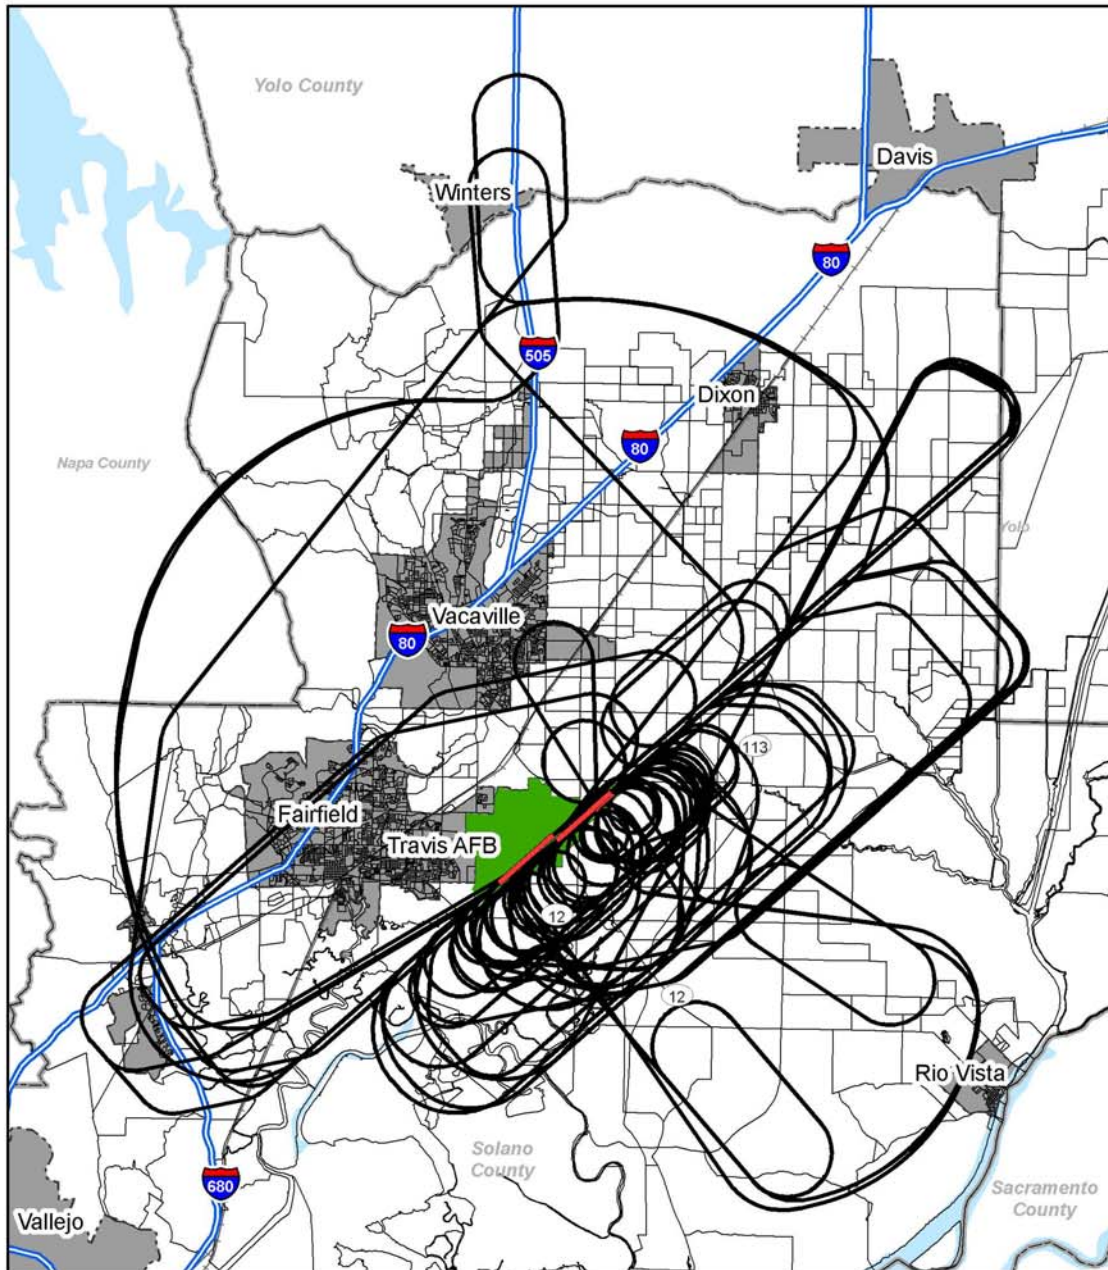 Yolo County
Davis
Winters
80
505
Dixon
80
Napa County
Yolo
Vacaville
80
113
Fairfield
Travis AFB
12
12
Rio Vista
Solano
County
680
Sacramento
County
Vallejo